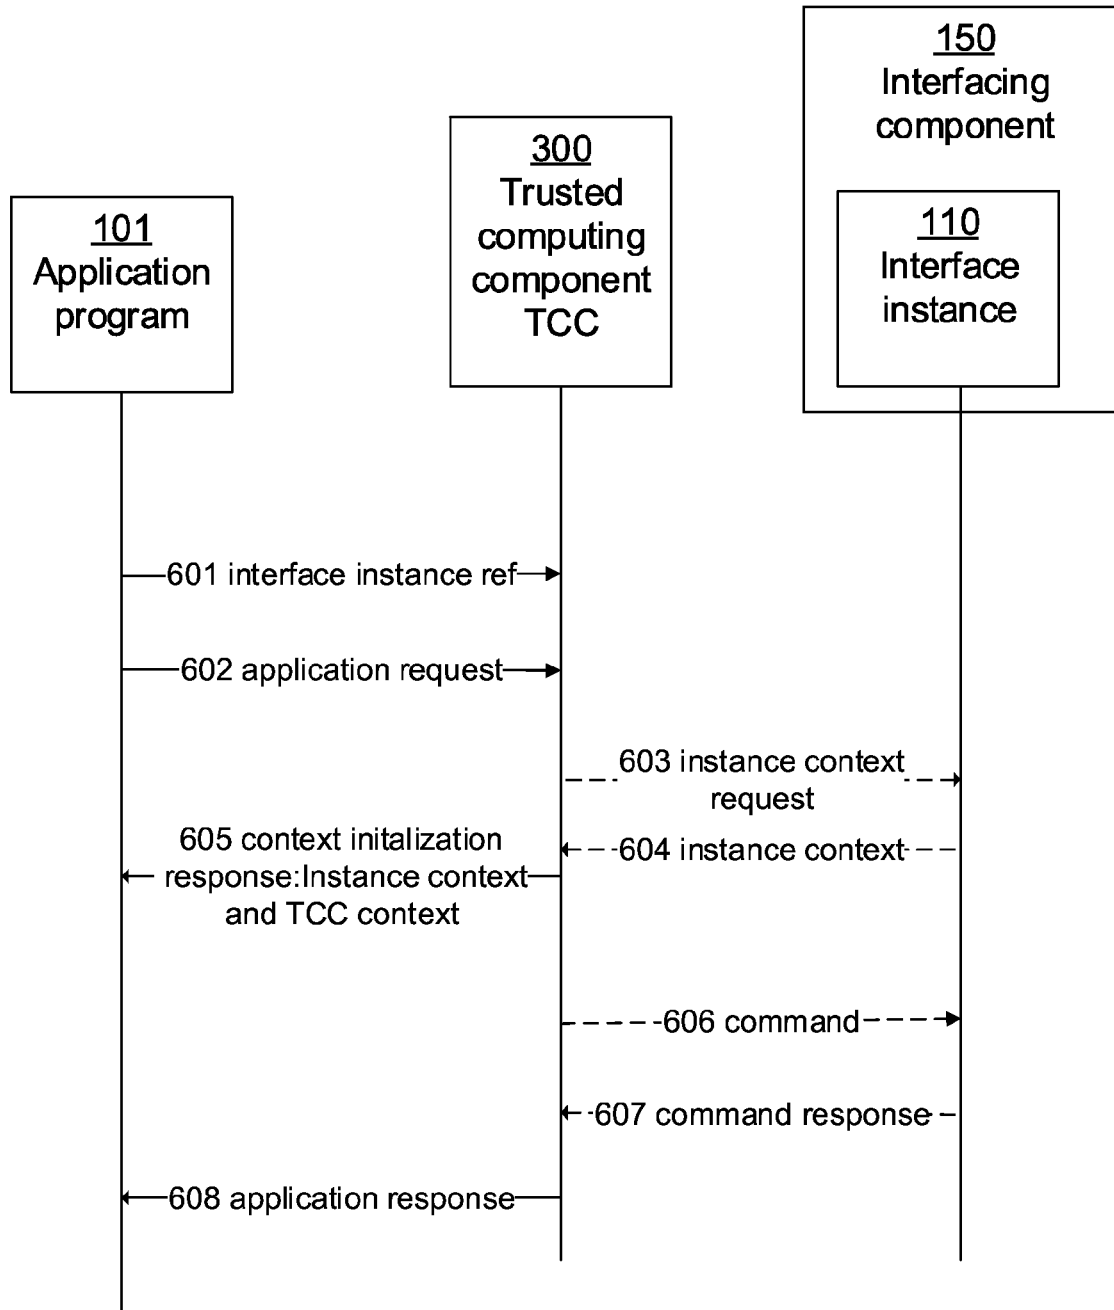 150
Interfacing
component
300
Trusted
computing
component
TCC
101
Application
program
110
Interface
instance
601 interface instance ref
602 application request
603 instance context
request
604 instance context
605 context initalization
response:Instance context
and TCC context
606 command
607 command response
608 application response